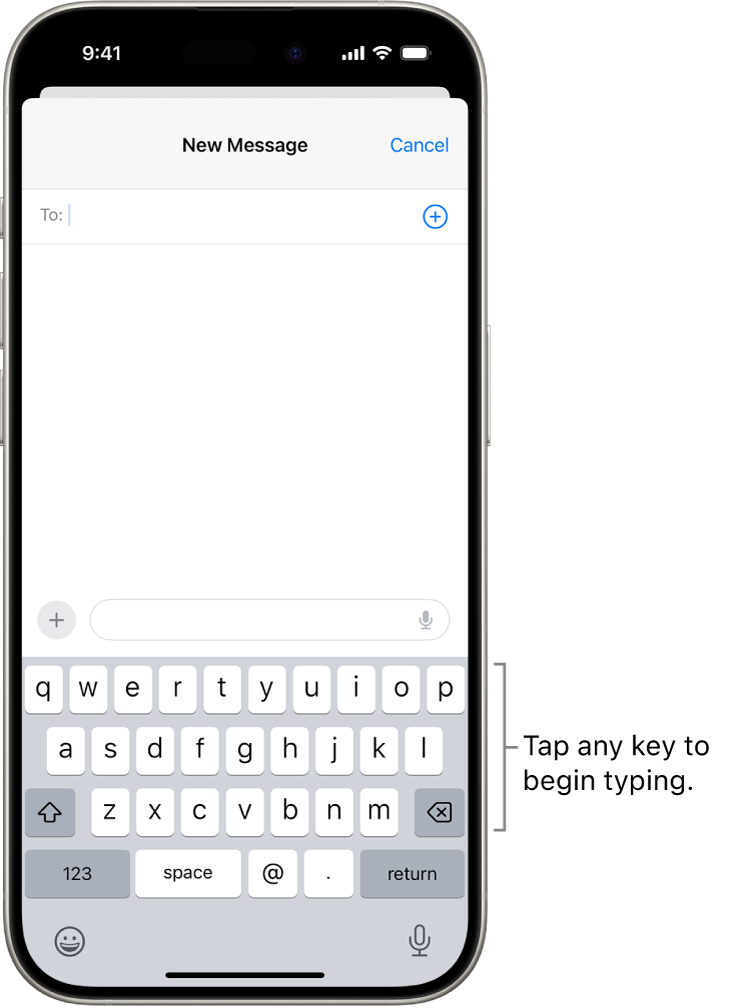 9:41
New Message Cancel
To:
q w e r t y u i o p
a s d f g h j k l
z x c v b n m
123 space @ . return
Tap any key to
begin typing.